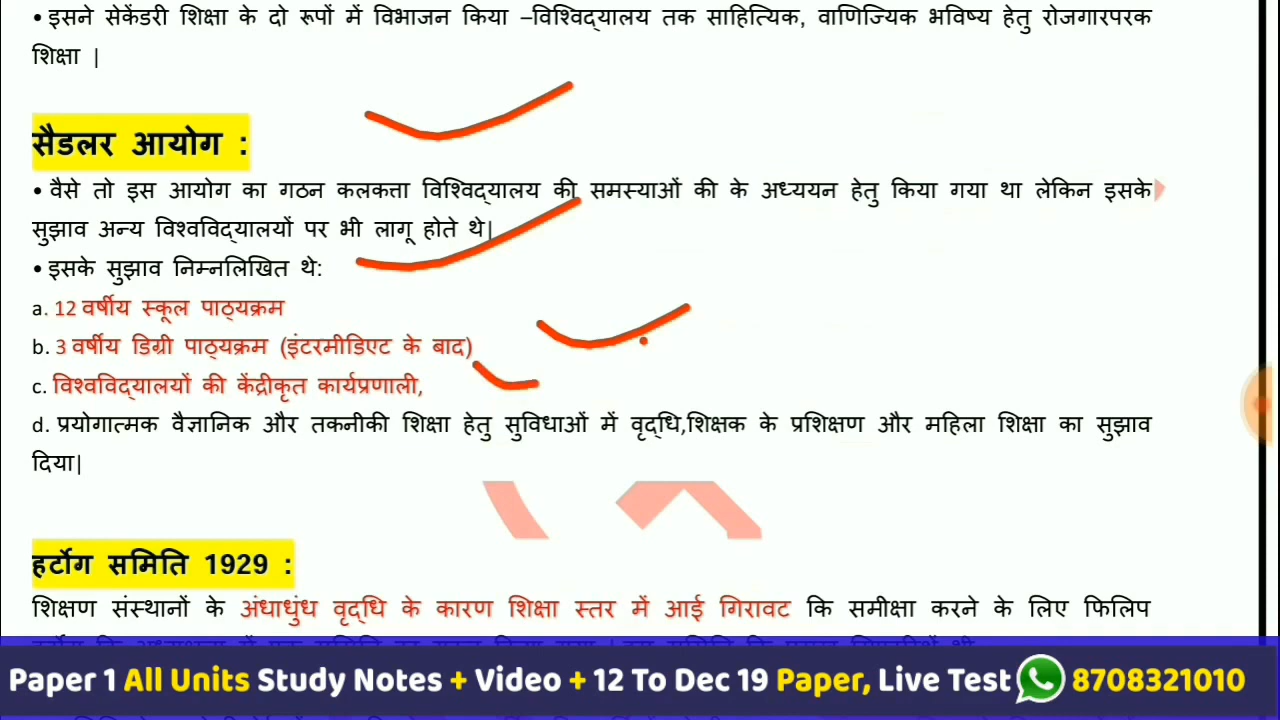 • इसने सेकेंडरी शिक्षा के दो रूपों में विभाजन किया –विश्विद्यालय तक साहित्यिक, वाणिज्यिक भविष्य हेतु रोजगारपरक
शिक्षा |
सैडलर आयोग :
• वैसे तो इस आयोग का गठन कलकत्ता विश्विद्यालय की समस्याओं की के अध्ययन हेतु किया गया था लेकिन इसके
सुझाव अन्य विश्वविद्यालयों पर भी लागू होते थे|
• इसके सुझाव निम्नलिखित थे:
a. 12 वर्षीय स्कूल पाठ्यक्रम
b. 3 वर्षीय डिग्री पाठ्यक्रम (इंटरमीडिएट के बाद)
c. विश्वविद्यालयों की केंद्रीकृत कार्यप्रणाली,
d. प्रयोगात्मक वैज्ञानिक और तकनीकी शिक्षा हेतु सुविधाओं में वृद्धि,शिक्षक के प्रशिक्षण और महिला शिक्षा का सुझाव
दिया|
हर्टोग समिति 1929 :
शिक्षण संस्थानों के अंधाधुंध वृद्धि के कारण शिक्षा स्तर में आई गिरावट कि समीक्षा करने के लिए फिलिप
Paper 1 All Units Study Notes + Video + 12 To Dec 19 Paper, Live Test 8708321010